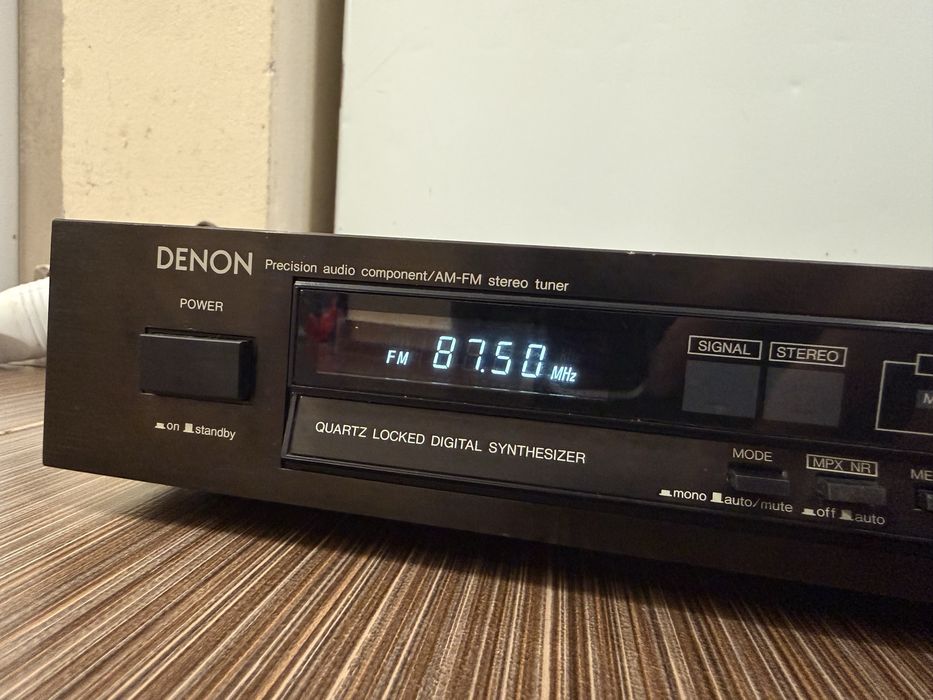 DENON Precision audio component/AM-FM stereo tuner
POWER
on standby
FM 87.50 MHz
SIGNAL STEREO
QUARTZ LOCKED DIGITAL SYNTHESIZER
MODE
mono auto/mute
MPX NR
off auto